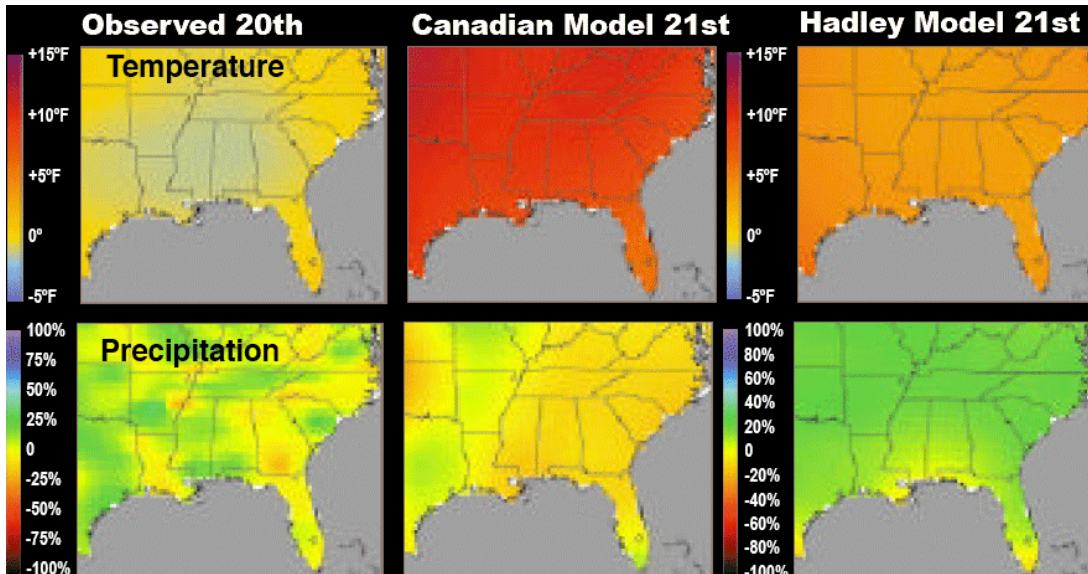 Observed 20th
Canadian Model 21st
Hadley Model 21st
Temperature
+15ºF
+10ºF
+5ºF
0º
-5ºF
+15ºF
+10ºF
+5ºF
0º
-5ºF
Precipitation
100%
75%
50%
25%
0
-25%
-50%
-75%
-100%
100%
80%
60%
40%
20%
0
-20%
-40%
-60%
-80%
-100%